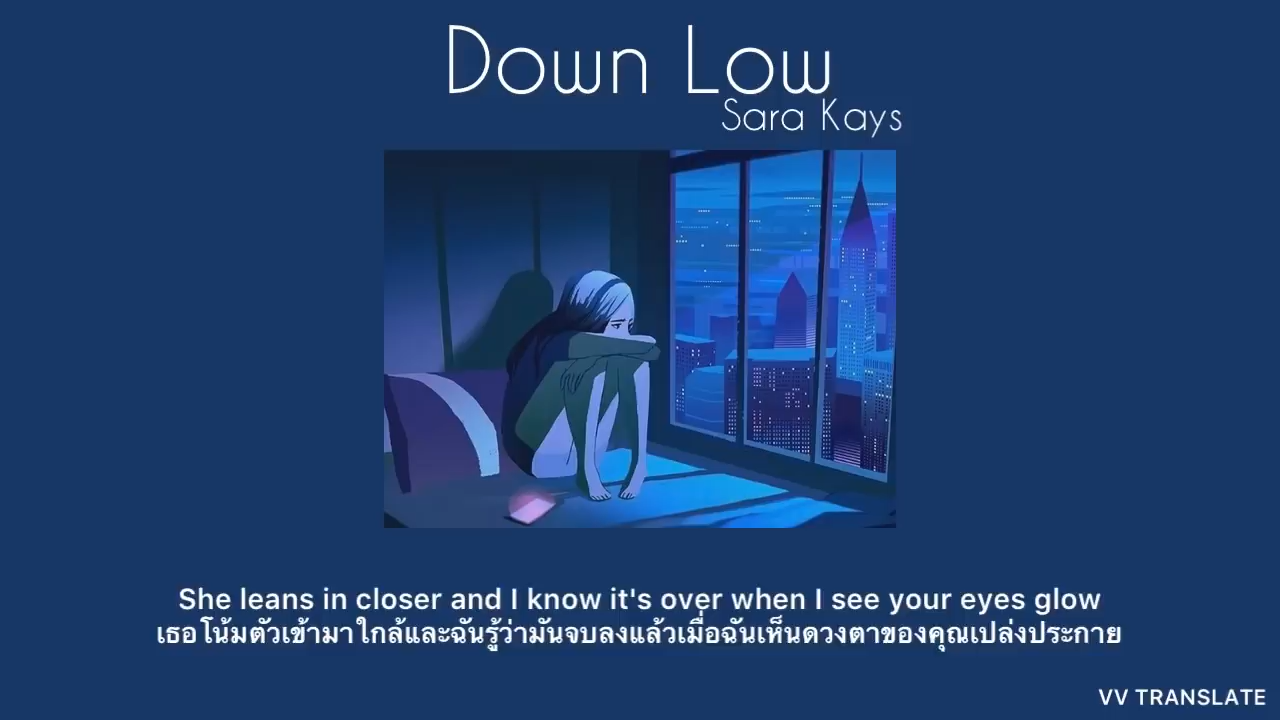 Down Low
Sara Kays
She leans in closer and I know it's over when I see your eyes glow
เธอโน้มตัวเข้ามาใกล้และฉันรู้ว่ามันจบลงแล้วเมื่อฉันเห็นดวงตาของคุณเปล่งประกาย
VV TRANSLATE